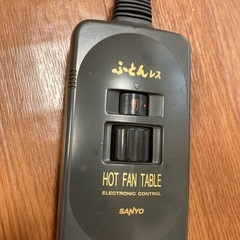 ふとんレス
HOT FAN TABLE
ELECTRONIC CONTROL
SANYO